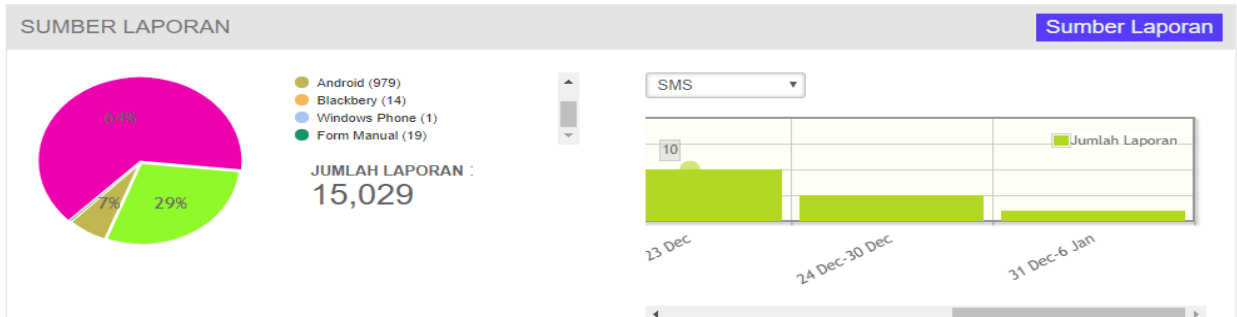 SUMBER LAPORAN
Sumber Laporan
64%
7%
29%
Android (979)
Blackbery (14)
Windows Phone (1)
Form Manual (19)
JUMLAH LAPORAN :
15,029
SMS
10
Jumlah Laporan
23 Dec
24 Dec-30 Dec
31 Dec-6 Jan